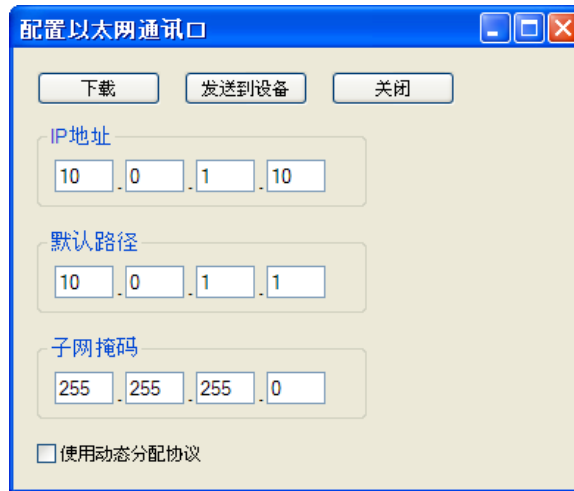 配置以太网通讯口
下载 发送到设备 关闭
IP地址
10 . 0 . 1 . 10
默认路径
10 . 0 . 1 . 1
子网掩码
255 . 255 . 255 . 0
使用动态分配协议